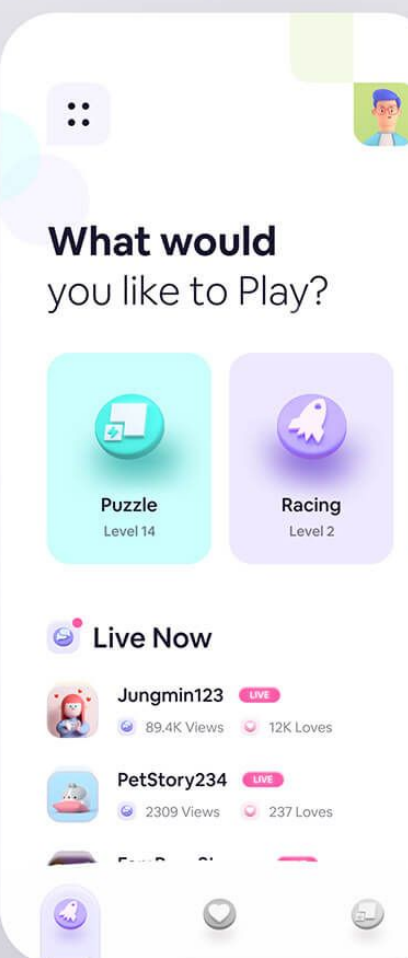 What would
you like to Play?
Puzzle
Level 14
Racing
Level 2
Live Now
Jungmin123 LIVE
89.4K Views 12K Loves
PetStory234 LIVE
2309 Views 237 Loves